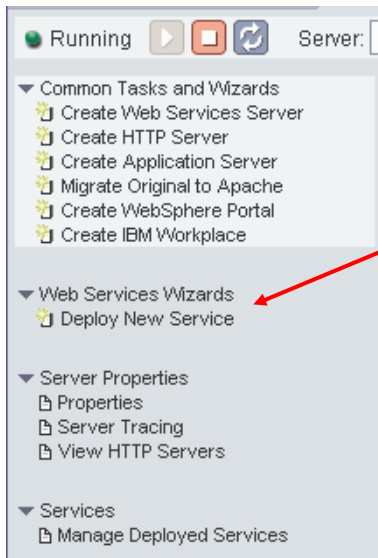 Running Server:
Common Tasks and Wizards
Create Web Services Server
Create HTTP Server
Create Application Server
Migrate Original to Apache
Create WebSphere Portal
Create IBM Workplace
Web Services Wizards
Deploy New Service
Server Properties
Properties
Server Tracing
View HTTP Servers
Services
Manage Deployed Services